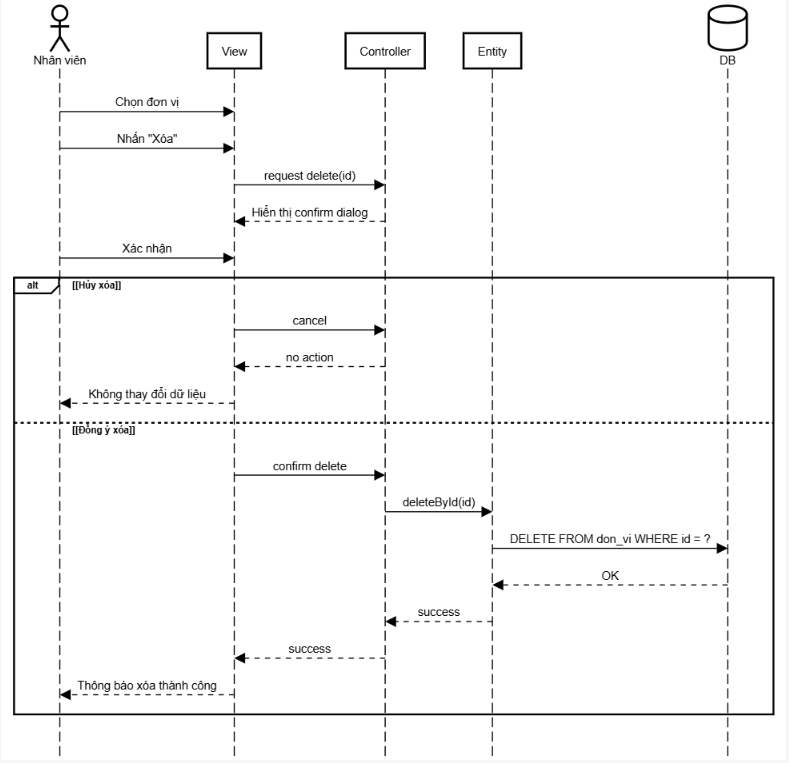 Nhân viên
View
Controller
Entity
DB
Chọn đơn vị
Nhấn "Xóa"
request delete(id)
Hiển thị confirm dialog
Xác nhận
alt
[[Hủy xóa]]
cancel
no action
Không thay đổi dữ liệu
[[Đồng ý xóa]]
confirm delete
deleteById(id)
DELETE FROM don_vi WHERE id = ?
OK
success
success
Thông báo xóa thành công